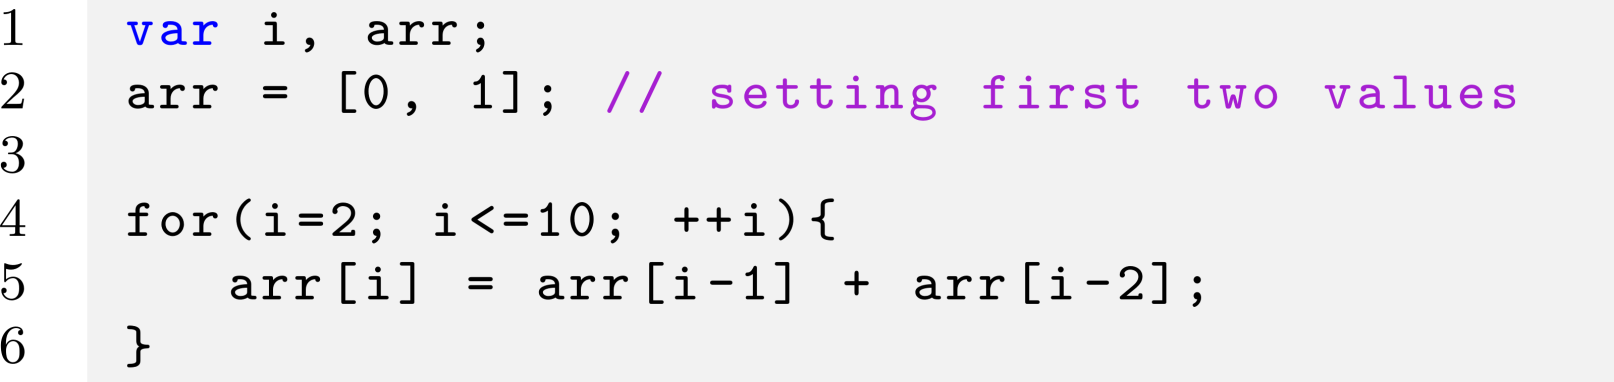 1 var i, arr;
2 arr = [0, 1]; // setting first two values
3
4 for(i=2; i<=10; ++i){
5 arr[i] = arr[i-1] + arr[i-2];
6 }